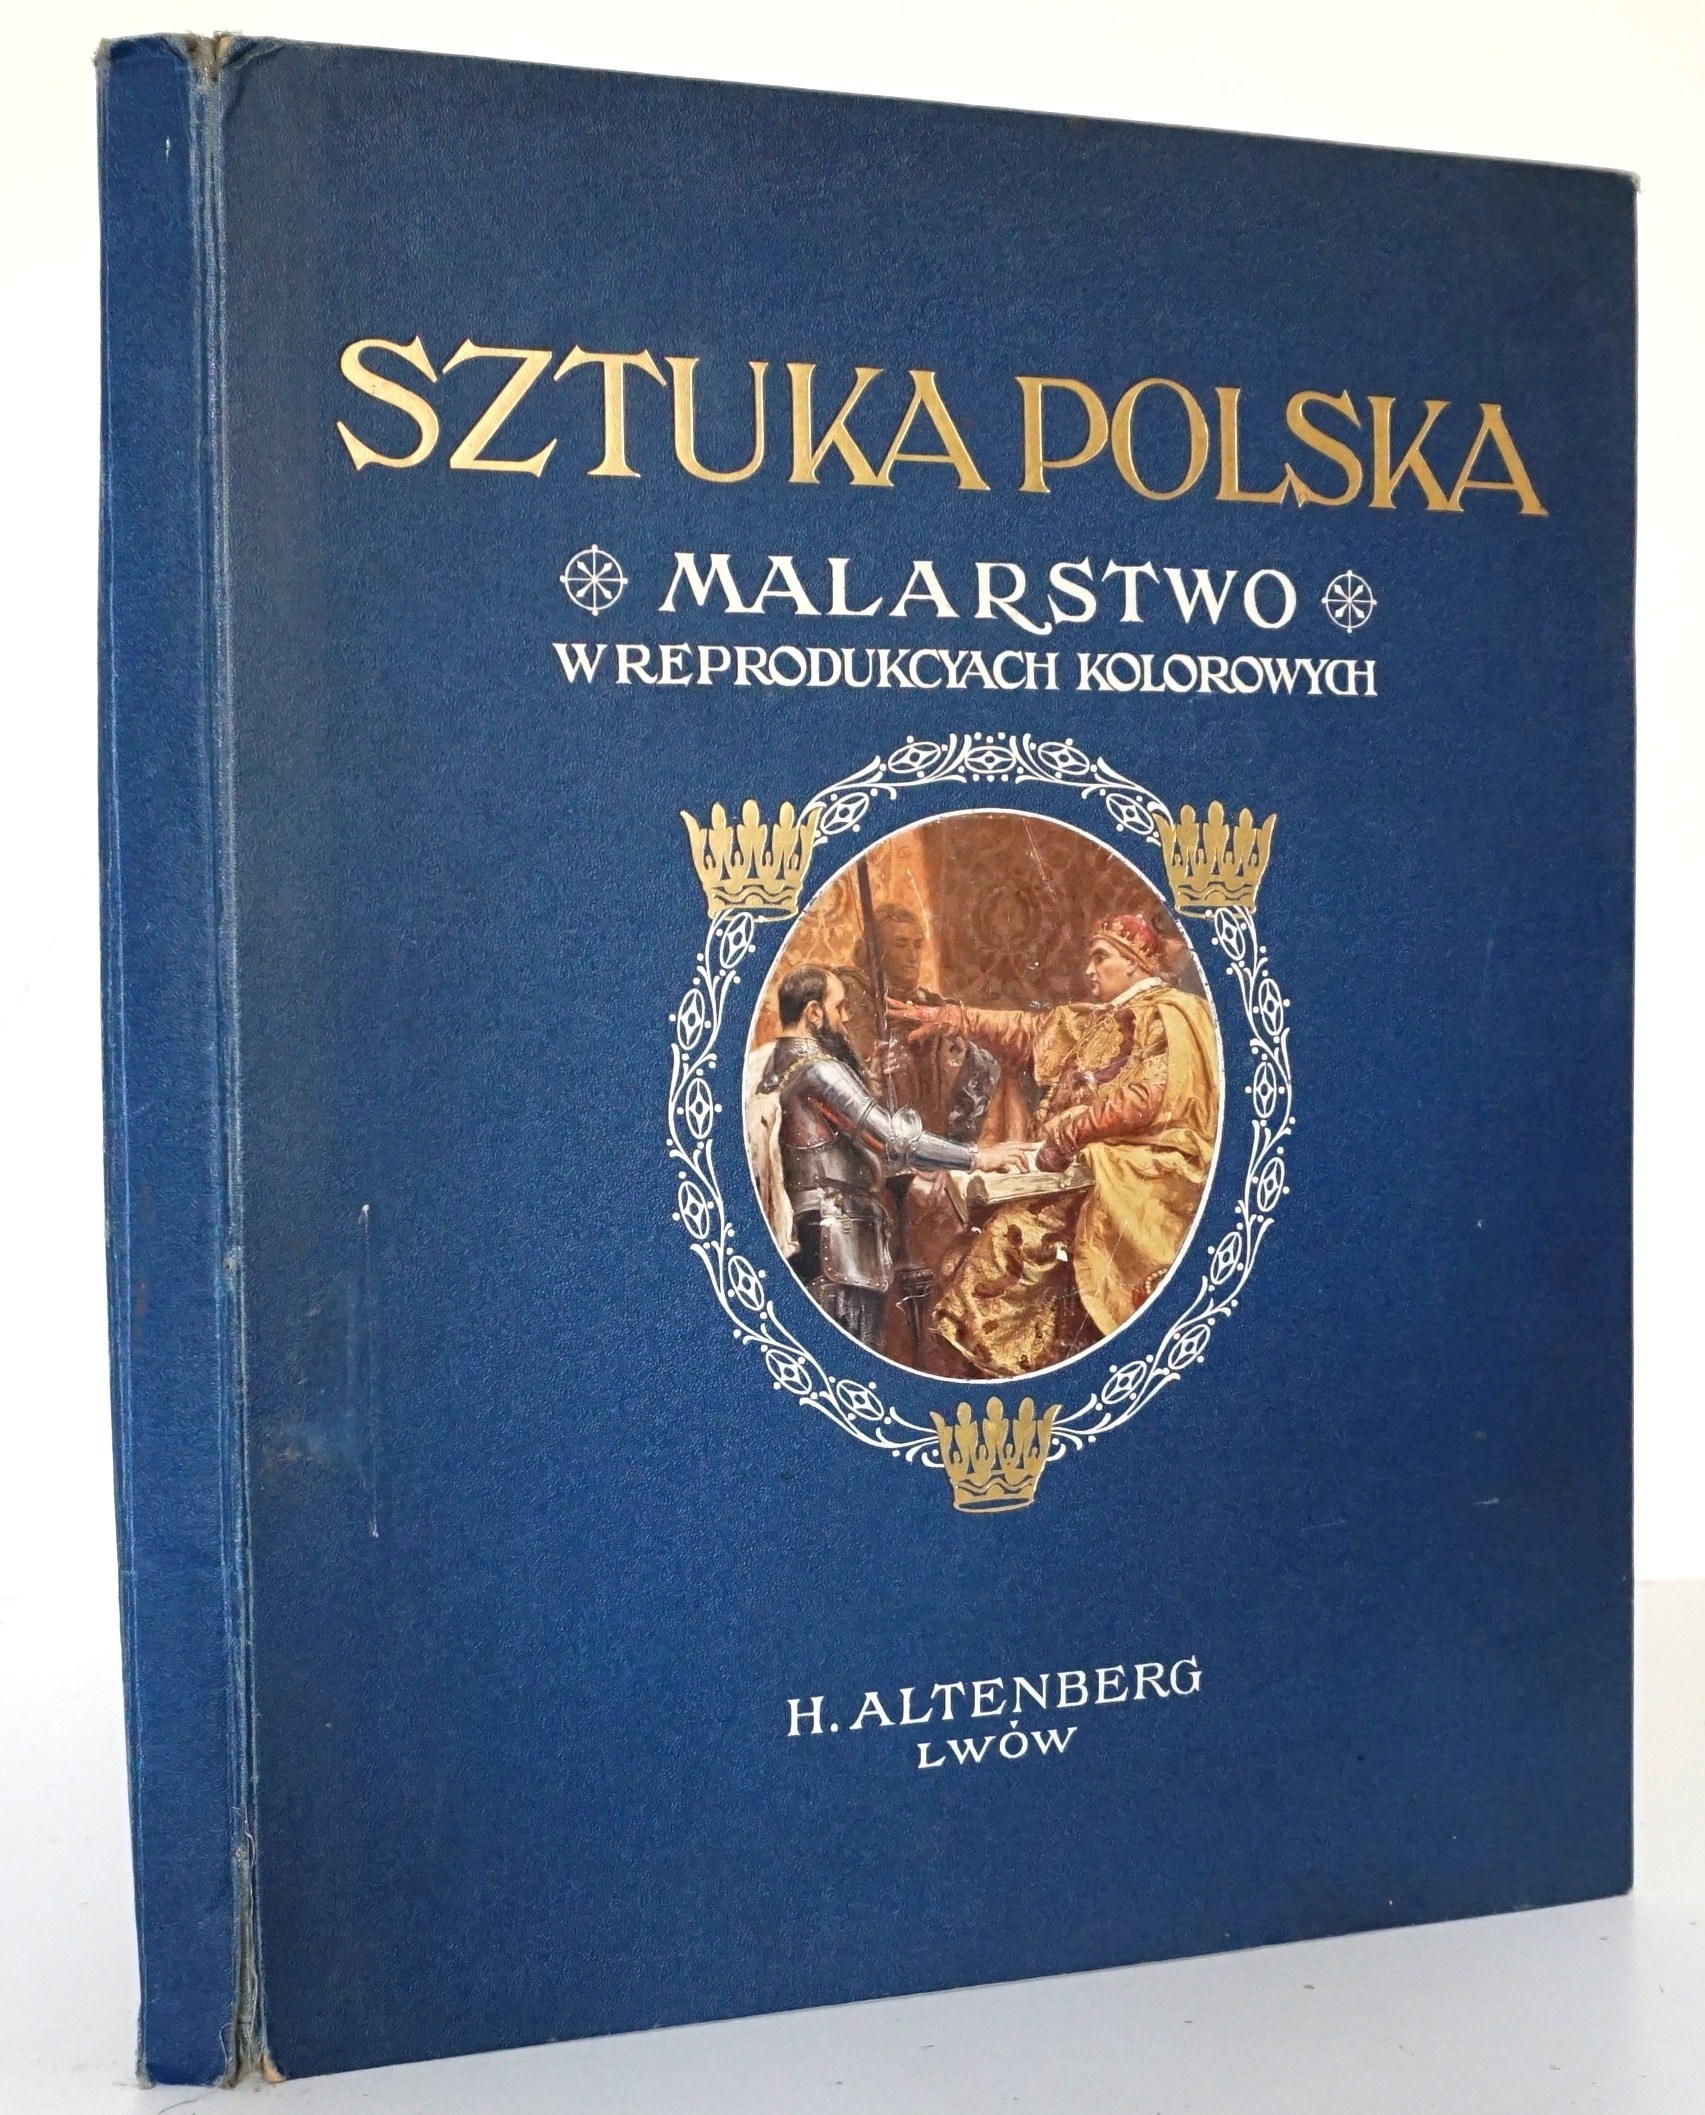 SZTUKA POLSKA
MALARSTWO
W REPRODUKCYACH KOLOROWYCH
H. ALTENBERG
LWÓW